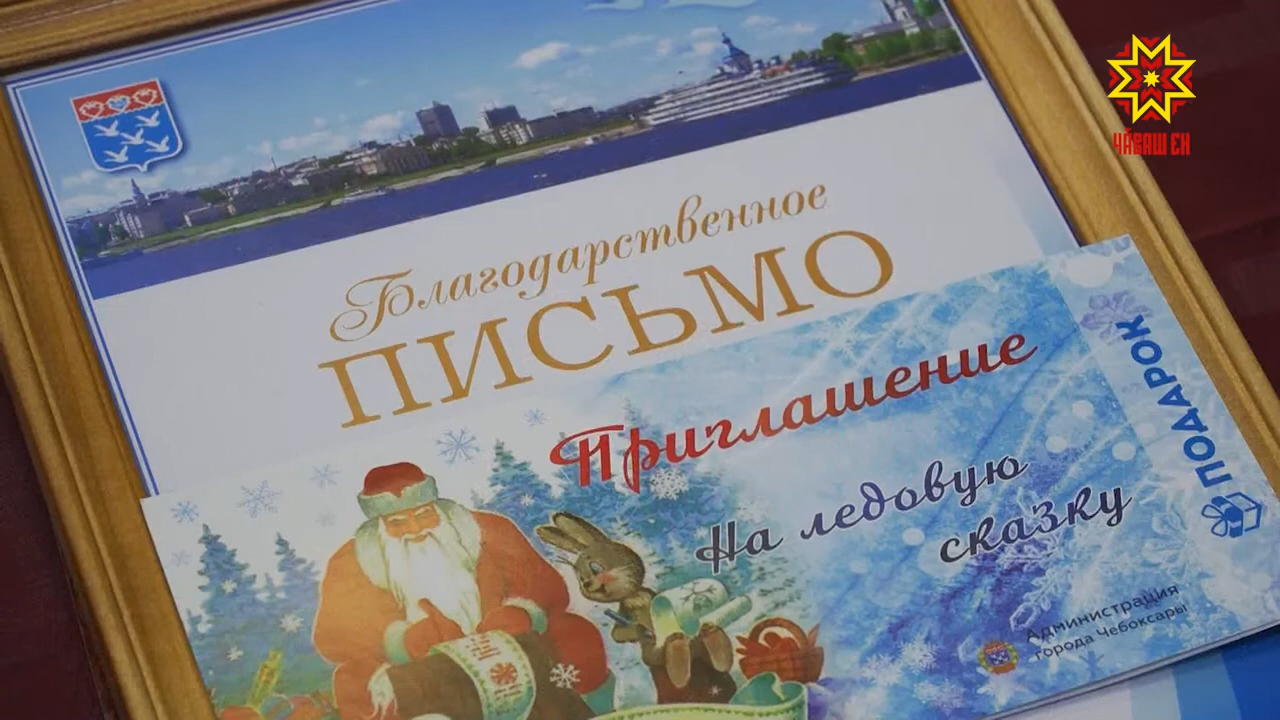 ЧӐВАШ ЕН
Благодарственное
ПИСЬМО
Приглашение
На ледовую
сказку
ПОДАРОК
Администрация
города Чебоксары